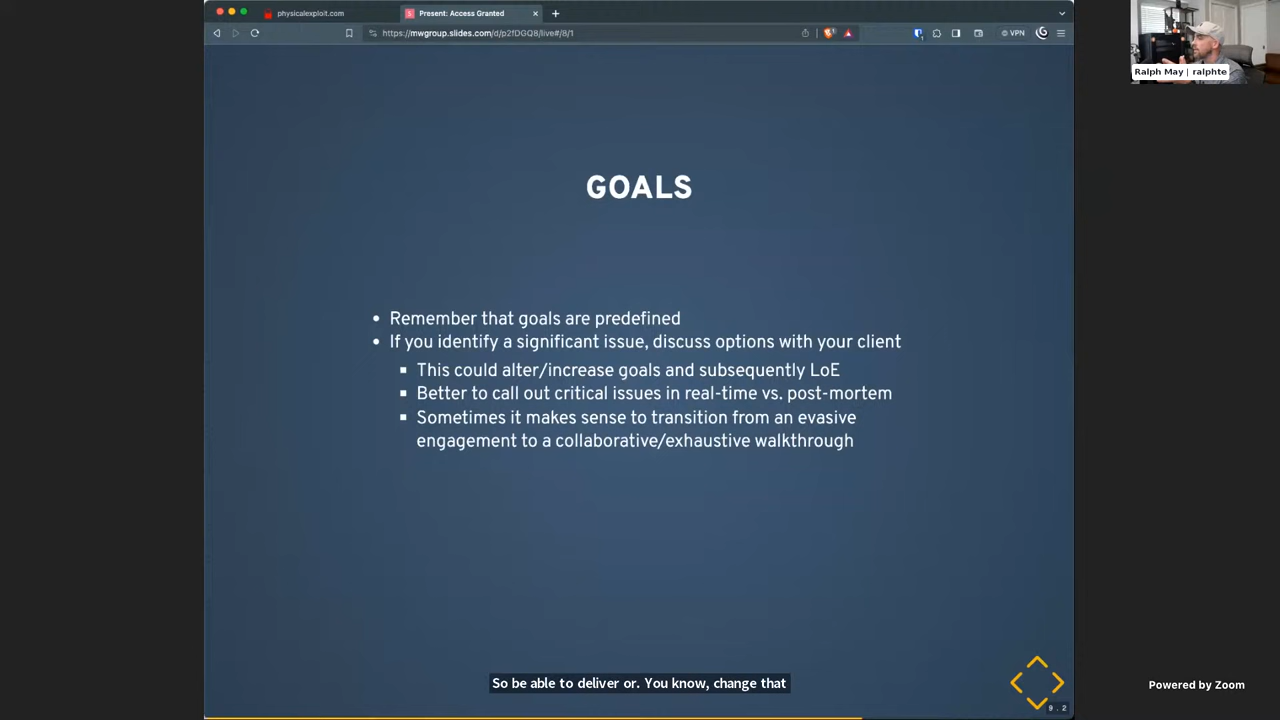 physicalexploit.com
Present: Access Granted
https://mwgroup.slides.com/d/p2fDGQ8/live#/8/1
VPN
Ralph May | ralphte
GOALS
• Remember that goals are predefined
• If you identify a significant issue, discuss options with your client
▪ This could alter/increase goals and subsequently LoE
▪ Better to call out critical issues in real-time vs. post-mortem
▪ Sometimes it makes sense to transition from an evasive
engagement to a collaborative/exhaustive walkthrough
So be able to deliver or. You know, change that
Powered by Zoom